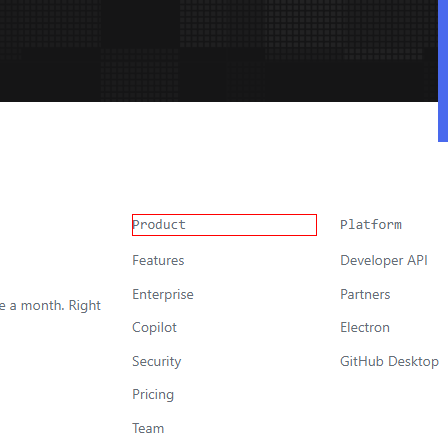 Product
Features
Enterprise
Copilot
Security
Pricing
Team
Platform
Developer API
Partners
Electron
GitHub Desktop
e a month. Right